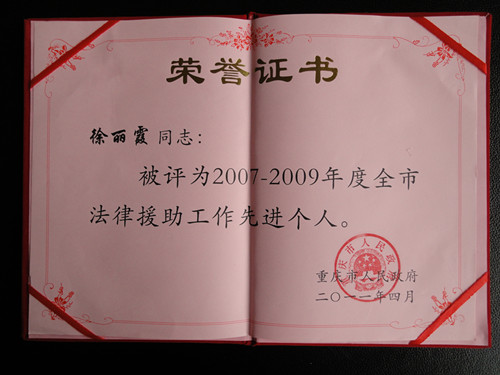 荣誉证书
徐丽霞 同志：
被评为2007-2009年度全市
法律援助工作先进个人。
重庆市人民政府
二〇一一年四月